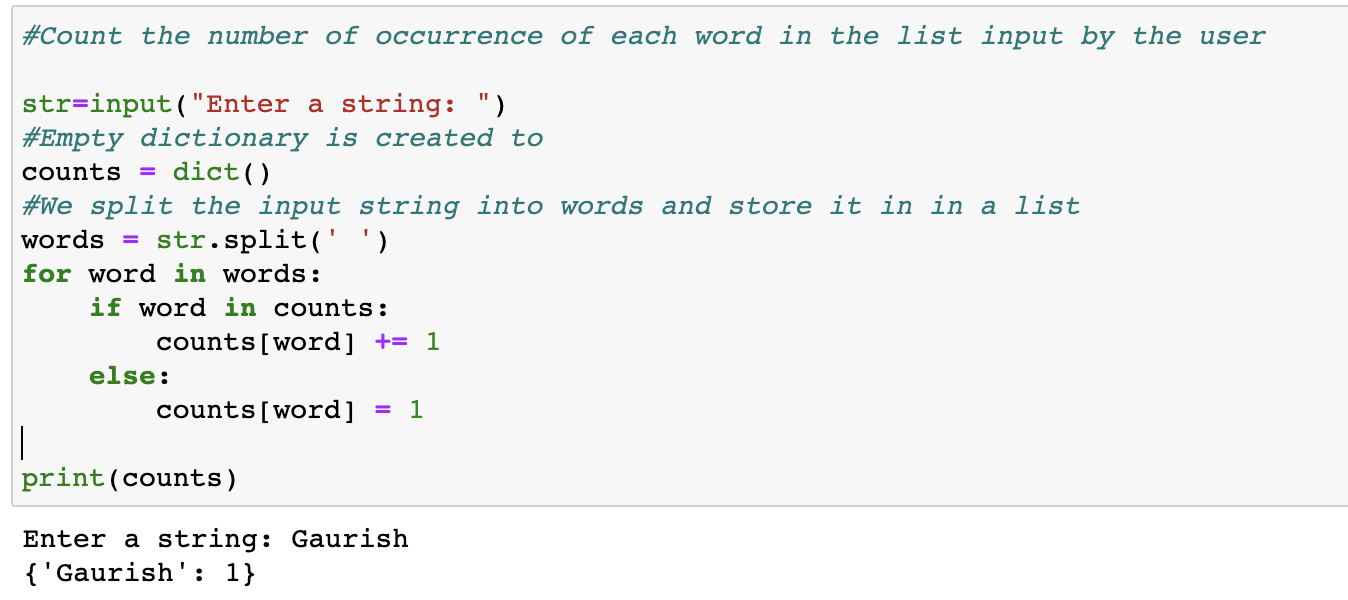 #Count the number of occurrence of each word in the list input by the user
str=input("Enter a string: ")
#Empty dictionary is created to
counts = dict()
#We split the input string into words and store it in in a list
words = str.split(' ')
for word in words:
    if word in counts:
        counts[word] += 1
    else:
        counts[word] = 1
print(counts)
Enter a string: Gaurish
{'Gaurish': 1}